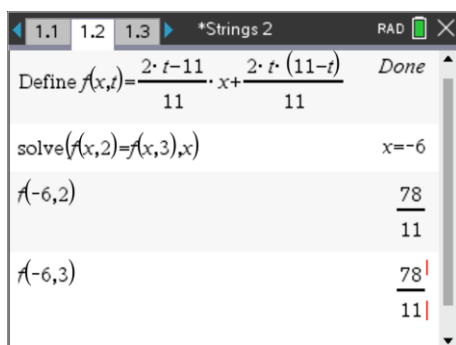 1.1 1.2 1.3 *Strings 2 RAD
Define f(x,t)=(2·t−11)/11·x+(2·t·(11−t))/11 Done
solve(f(x,2)=f(x,3),x) x=-6
f(-6,2) 78/11
f(-6,3) 78/11